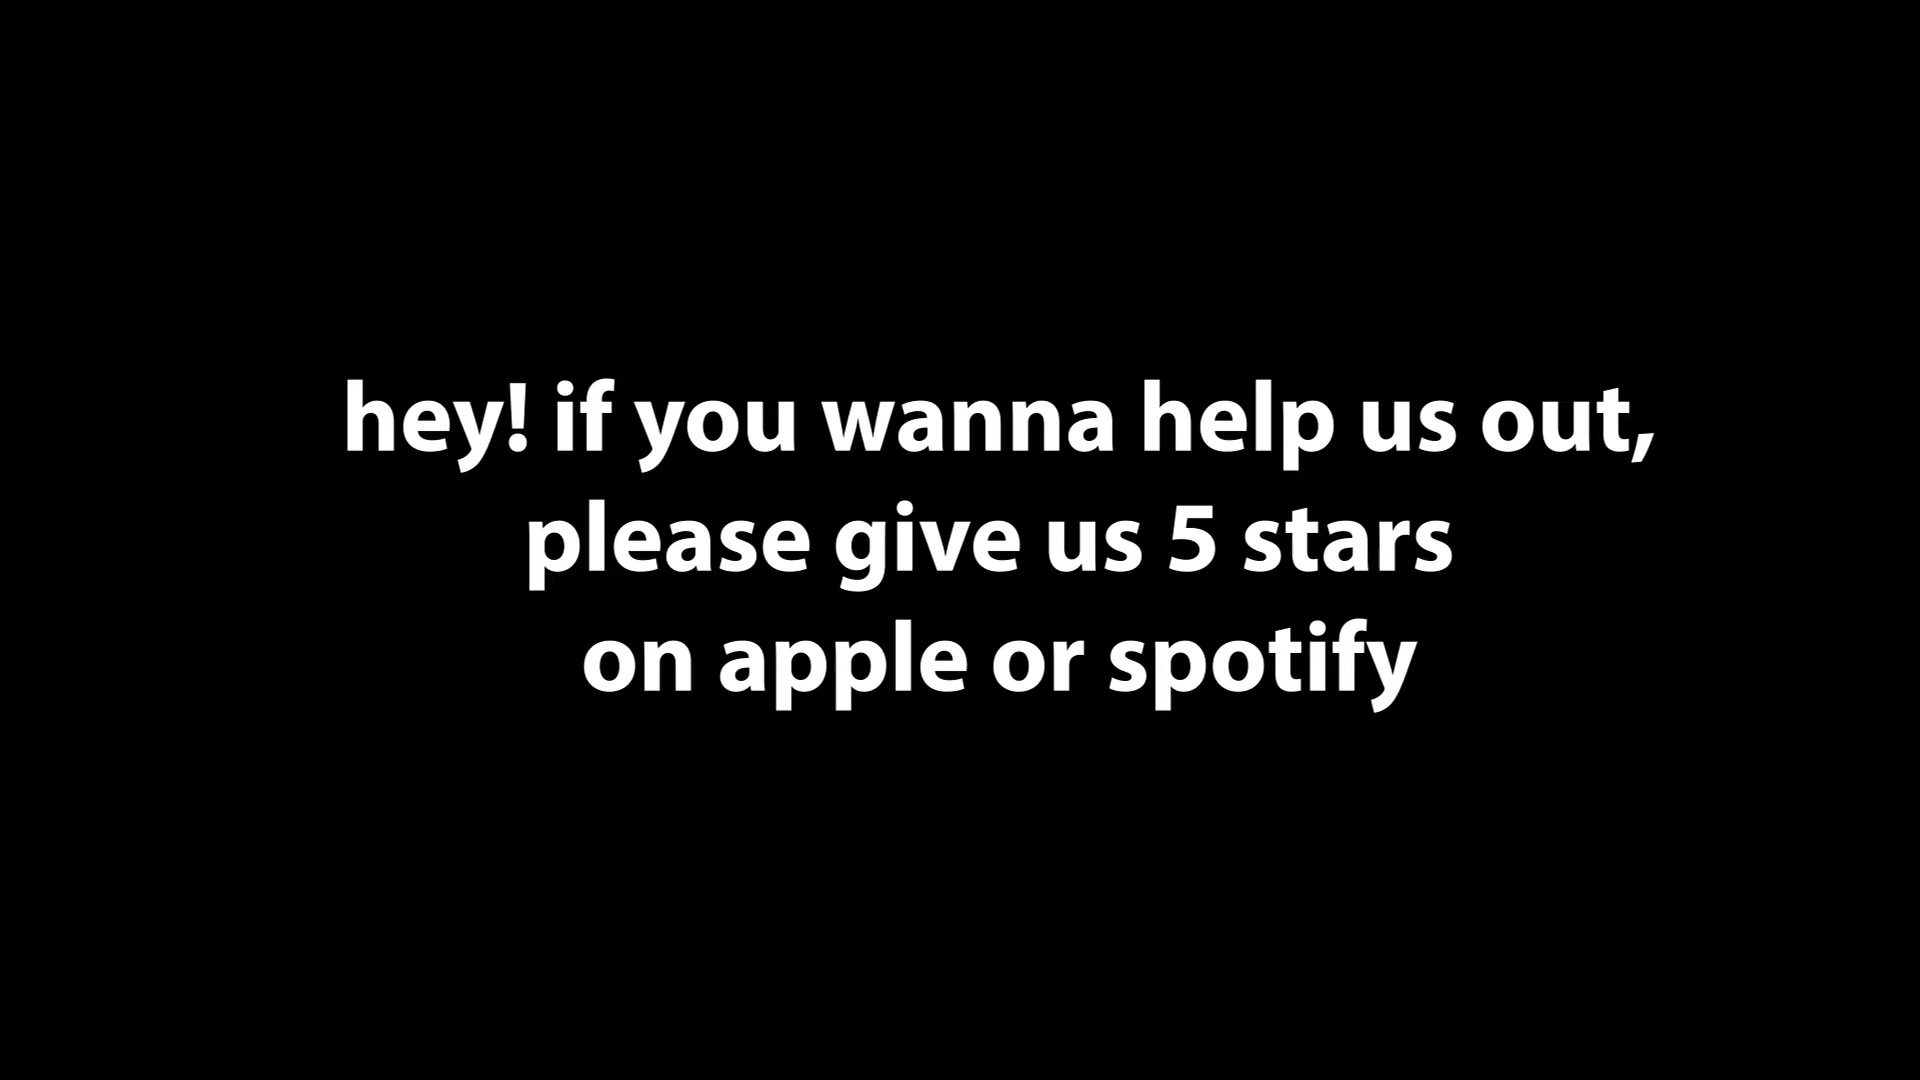 hey! if you wanna help us out,
please give us 5 stars
on apple or spotify